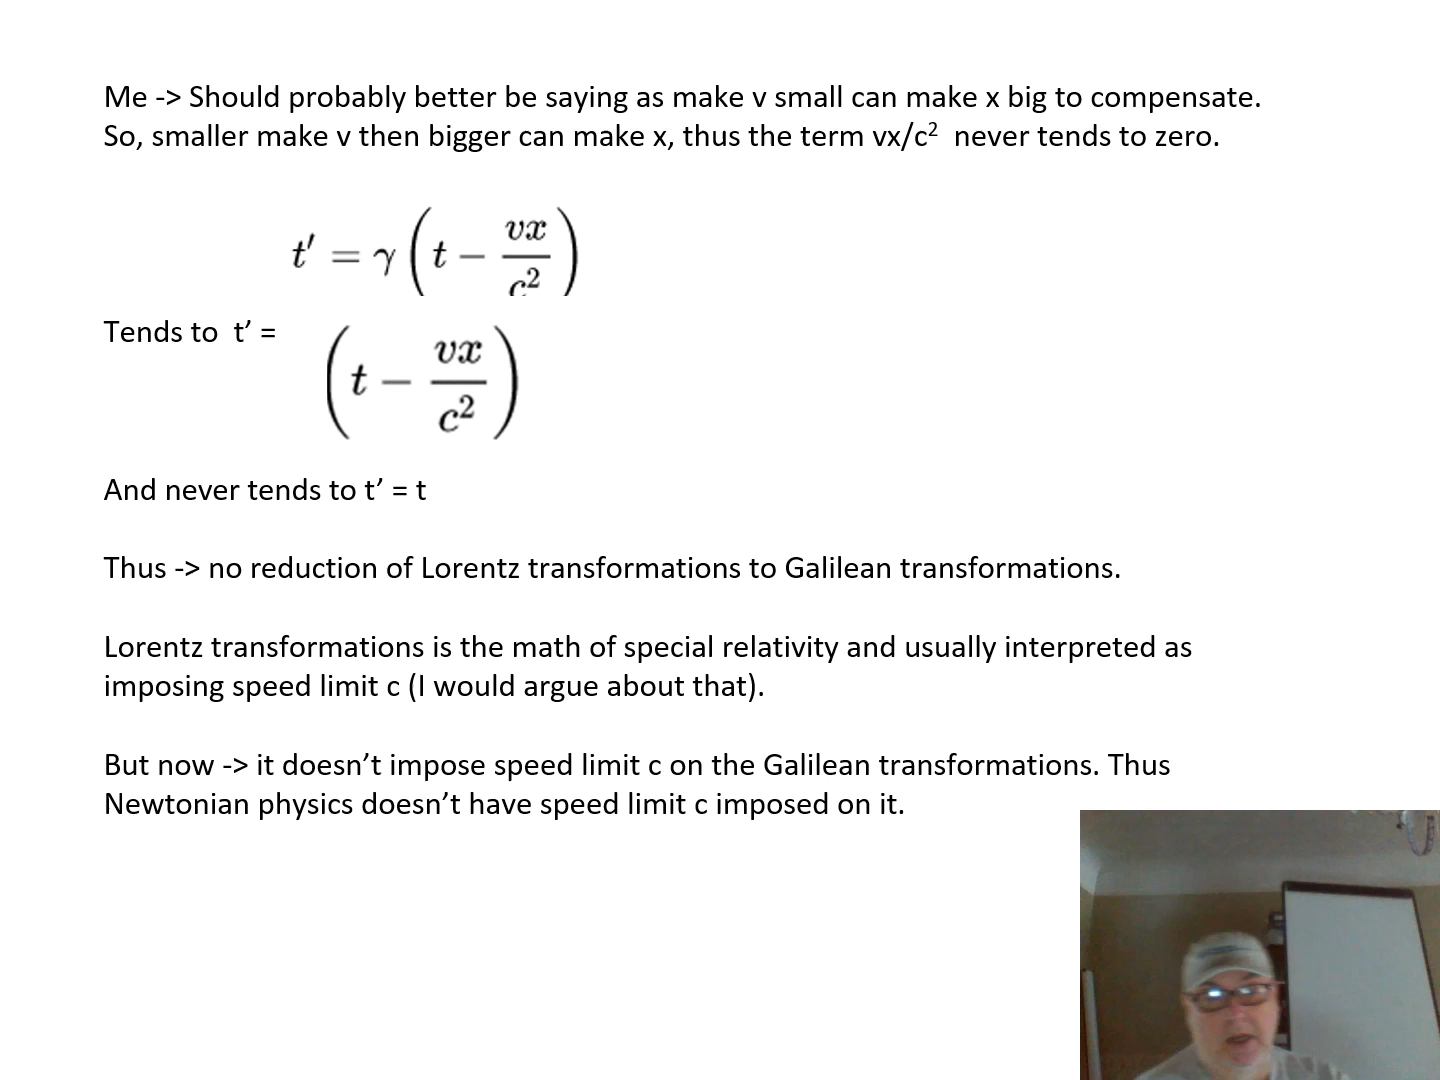 Me -> Should probably better be saying as make v small can make x big to compensate.
So, smaller make v then bigger can make x, thus the term vx/c² never tends to zero.
t′ = γ (t − vx/c²)
Tends to t’ =
(t − vx/c²)
And never tends to t’ = t
Thus -> no reduction of Lorentz transformations to Galilean transformations.
Lorentz transformations is the math of special relativity and usually interpreted as
imposing speed limit c (I would argue about that).
But now -> it doesn’t impose speed limit c on the Galilean transformations. Thus
Newtonian physics doesn’t have speed limit c imposed on it.